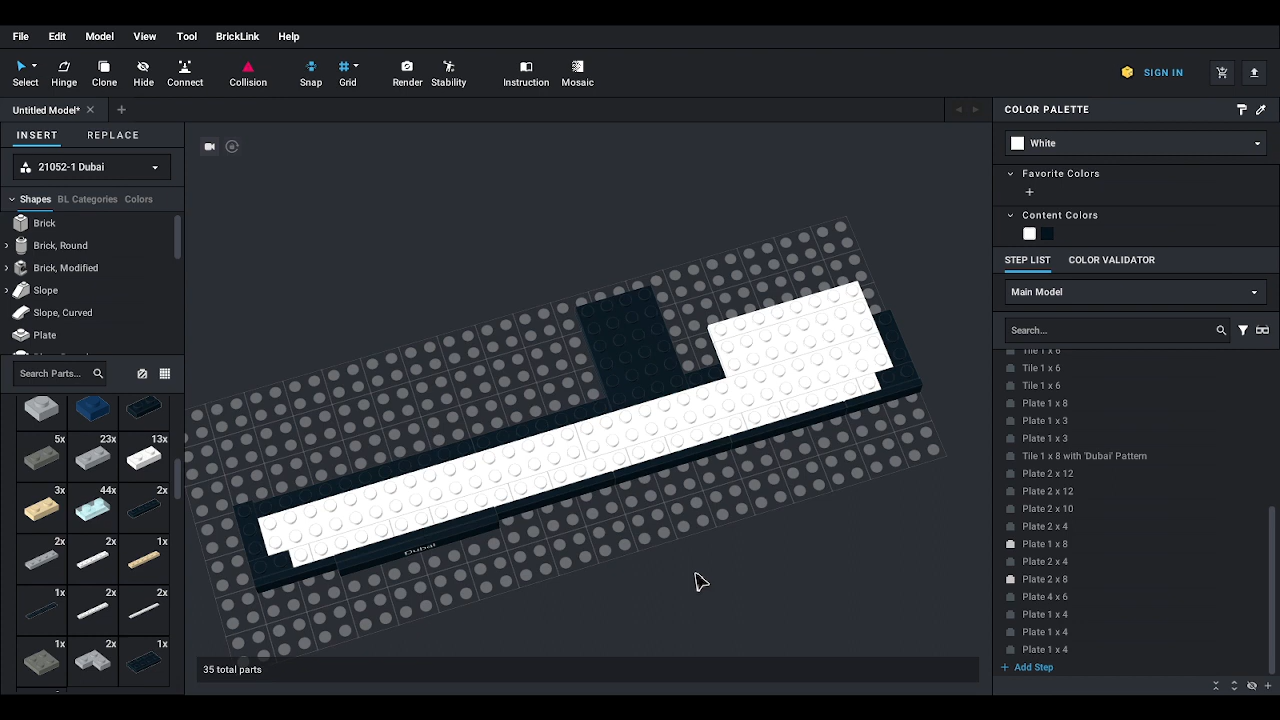 File Edit Model View Tool BrickLink Help
Select Hinge Clone Hide Connect Collision Snap Grid Render Stability Instruction Mosaic SIGN IN
Untitled Model* COLOR PALETTE
INSERT REPLACE
White
21052-1 Dubai
Favorite Colors
Shapes BL Categories Colors
Content Colors
Brick
Brick, Round
STEP LIST COLOR VALIDATOR
Brick, Modified
Slope
Main Model
Slope, Curved
Search...
Plate
Tile 1 x 6
Tile 1 x 6
Search Parts...
Tile 1 x 6
Plate 1 x 8
Plate 1 x 3
5x 23x 13x
Plate 1 x 3
Tile 1 x 8 with 'Dubai' Pattern
Plate 2 x 12
3x 44x 2x
Plate 2 x 12
Plate 2 x 10
Plate 2 x 4
2x 2x 1x
Plate 1 x 8
Dubai
Plate 2 x 4
Plate 2 x 8
1x 2x 2x
Plate 4 x 6
Plate 1 x 4
Plate 1 x 4
1x 2x 1x
Plate 1 x 4
35 total parts
Add Step